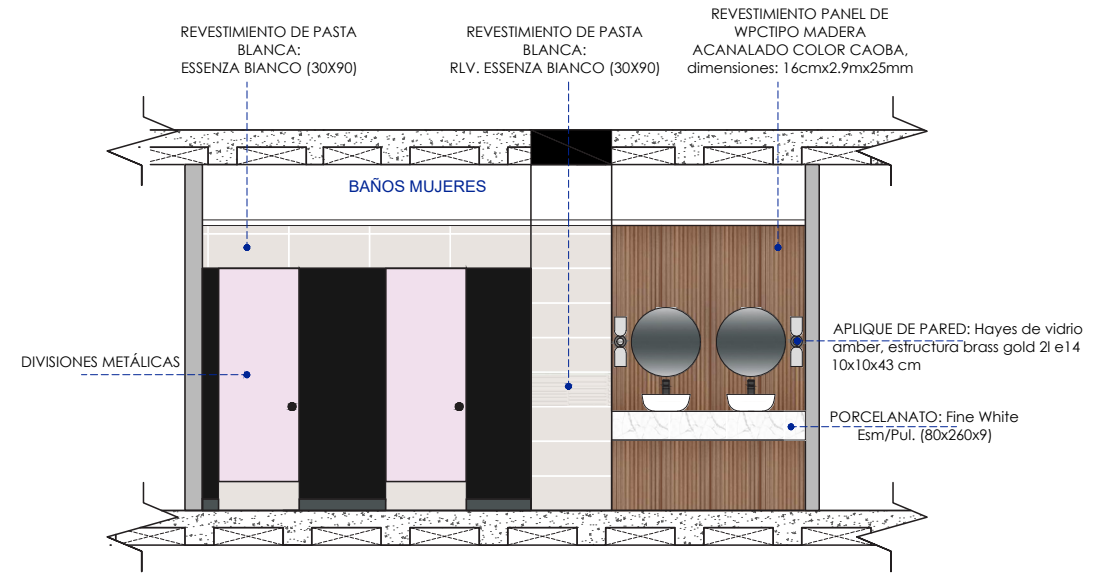 REVESTIMIENTO DE PASTA
BLANCA:
ESSENZA BIANCO (30X90)
REVESTIMIENTO DE PASTA
BLANCA:
RLV. ESSENZA BIANCO (30X90)
REVESTIMIENTO PANEL DE
WPCTIPO MADERA
ACANALADO COLOR CAOBA,
dimensiones: 16cmx2.9mx25mm
BAÑOS MUJERES
DIVISIONES METÁLICAS
APLIQUE DE PARED: Hayes de vidrio
amber, estructura brass gold 2l e14
10x10x43 cm
PORCELANATO: Fine White
Esm/Pul. (80x260x9)